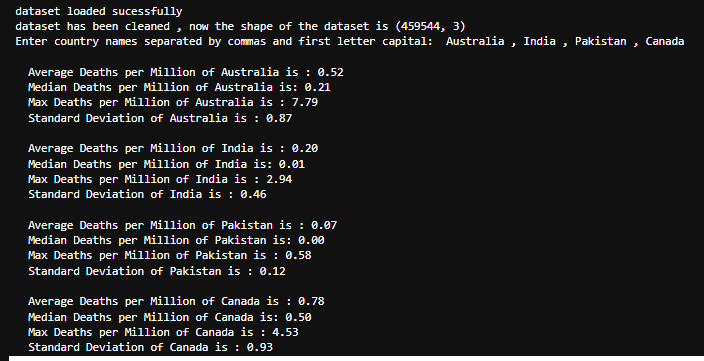 dataset loaded sucessfully
dataset has been cleaned , now the shape of the dataset is (459544, 3)
Enter country names separated by commas and first letter capital:  Australia , India , Pakistan , Canada
Average Deaths per Million of Australia is : 0.52
Median Deaths per Million of Australia is: 0.21
Max Deaths per Million of Australia is : 7.79
Standard Deviation of Australia is : 0.87
Average Deaths per Million of India is : 0.20
Median Deaths per Million of India is: 0.01
Max Deaths per Million of India is : 2.94
Standard Deviation of India is : 0.46
Average Deaths per Million of Pakistan is : 0.07
Median Deaths per Million of Pakistan is: 0.00
Max Deaths per Million of Pakistan is : 0.58
Standard Deviation of Pakistan is : 0.12
Average Deaths per Million of Canada is : 0.78
Median Deaths per Million of Canada is: 0.50
Max Deaths per Million of Canada is : 4.53
Standard Deviation of Canada is : 0.93